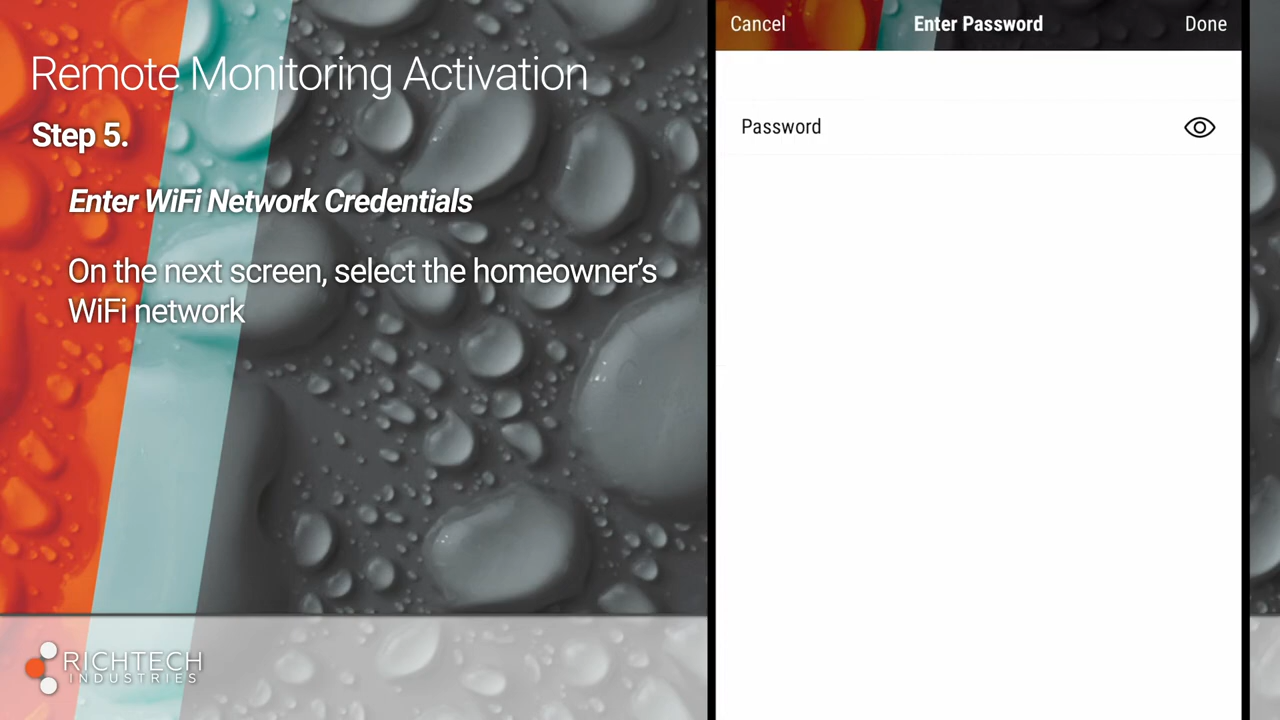 Remote Monitoring Activation
Step 5.
Enter WiFi Network Credentials
On the next screen, select the homeowner’s
WiFi network
RICHTECH
INDUSTRIES
Cancel
Enter Password
Done
Password